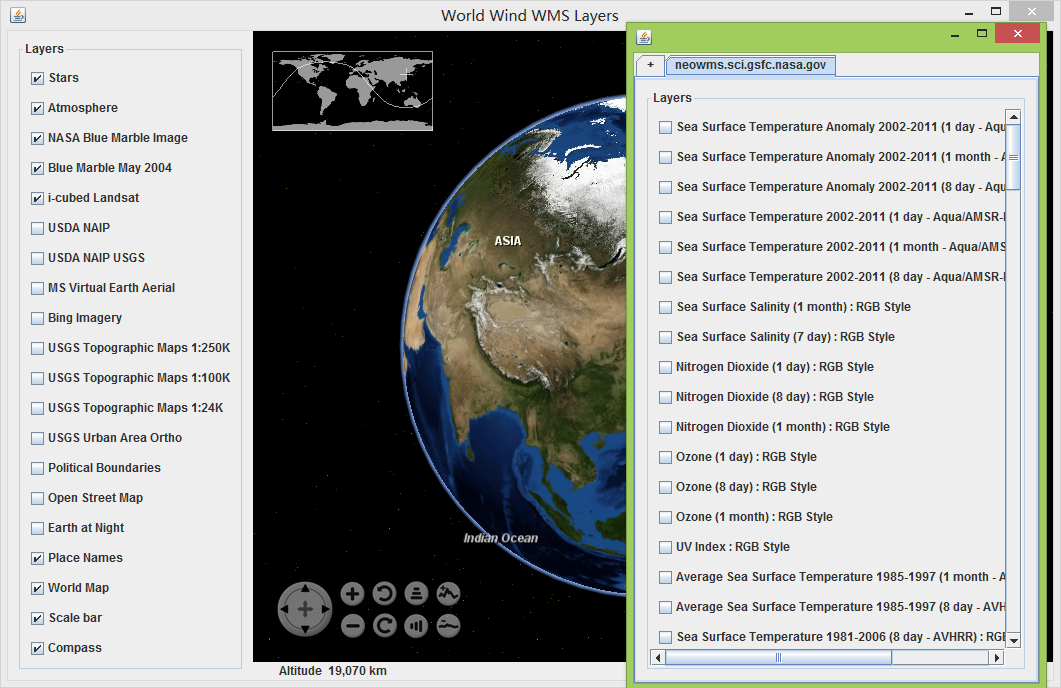 World Wind WMS Layers
Layers
Stars
Atmosphere
NASA Blue Marble Image
Blue Marble May 2004
i-cubed Landsat
USDA NAIP
USDA NAIP USGS
MS Virtual Earth Aerial
Bing Imagery
USGS Topographic Maps 1:250K
USGS Topographic Maps 1:100K
USGS Topographic Maps 1:24K
USGS Urban Area Ortho
Political Boundaries
Open Street Map
Earth at Night
Place Names
World Map
Scale bar
Compass
ASIA
Indian Ocean
Altitude 19,070 km
+ neowms.sci.gsfc.nasa.gov
Layers
Sea Surface Temperature Anomaly 2002-2011 (1 day - Aqu
Sea Surface Temperature Anomaly 2002-2011 (1 month - A
Sea Surface Temperature Anomaly 2002-2011 (8 day - Aqu
Sea Surface Temperature 2002-2011 (1 day - Aqua/AMSR-
Sea Surface Temperature 2002-2011 (1 month - Aqua/AMS
Sea Surface Temperature 2002-2011 (8 day - Aqua/AMSR-
Sea Surface Salinity (1 month) : RGB Style
Sea Surface Salinity (7 day) : RGB Style
Nitrogen Dioxide (1 day) : RGB Style
Nitrogen Dioxide (8 day) : RGB Style
Nitrogen Dioxide (1 month) : RGB Style
Ozone (1 day) : RGB Style
Ozone (8 day) : RGB Style
Ozone (1 month) : RGB Style
UV Index : RGB Style
Average Sea Surface Temperature 1985-1997 (1 month - A
Average Sea Surface Temperature 1985-1997 (8 day - AVH
Sea Surface Temperature 1981-2006 (8 day - AVHRR) : RG